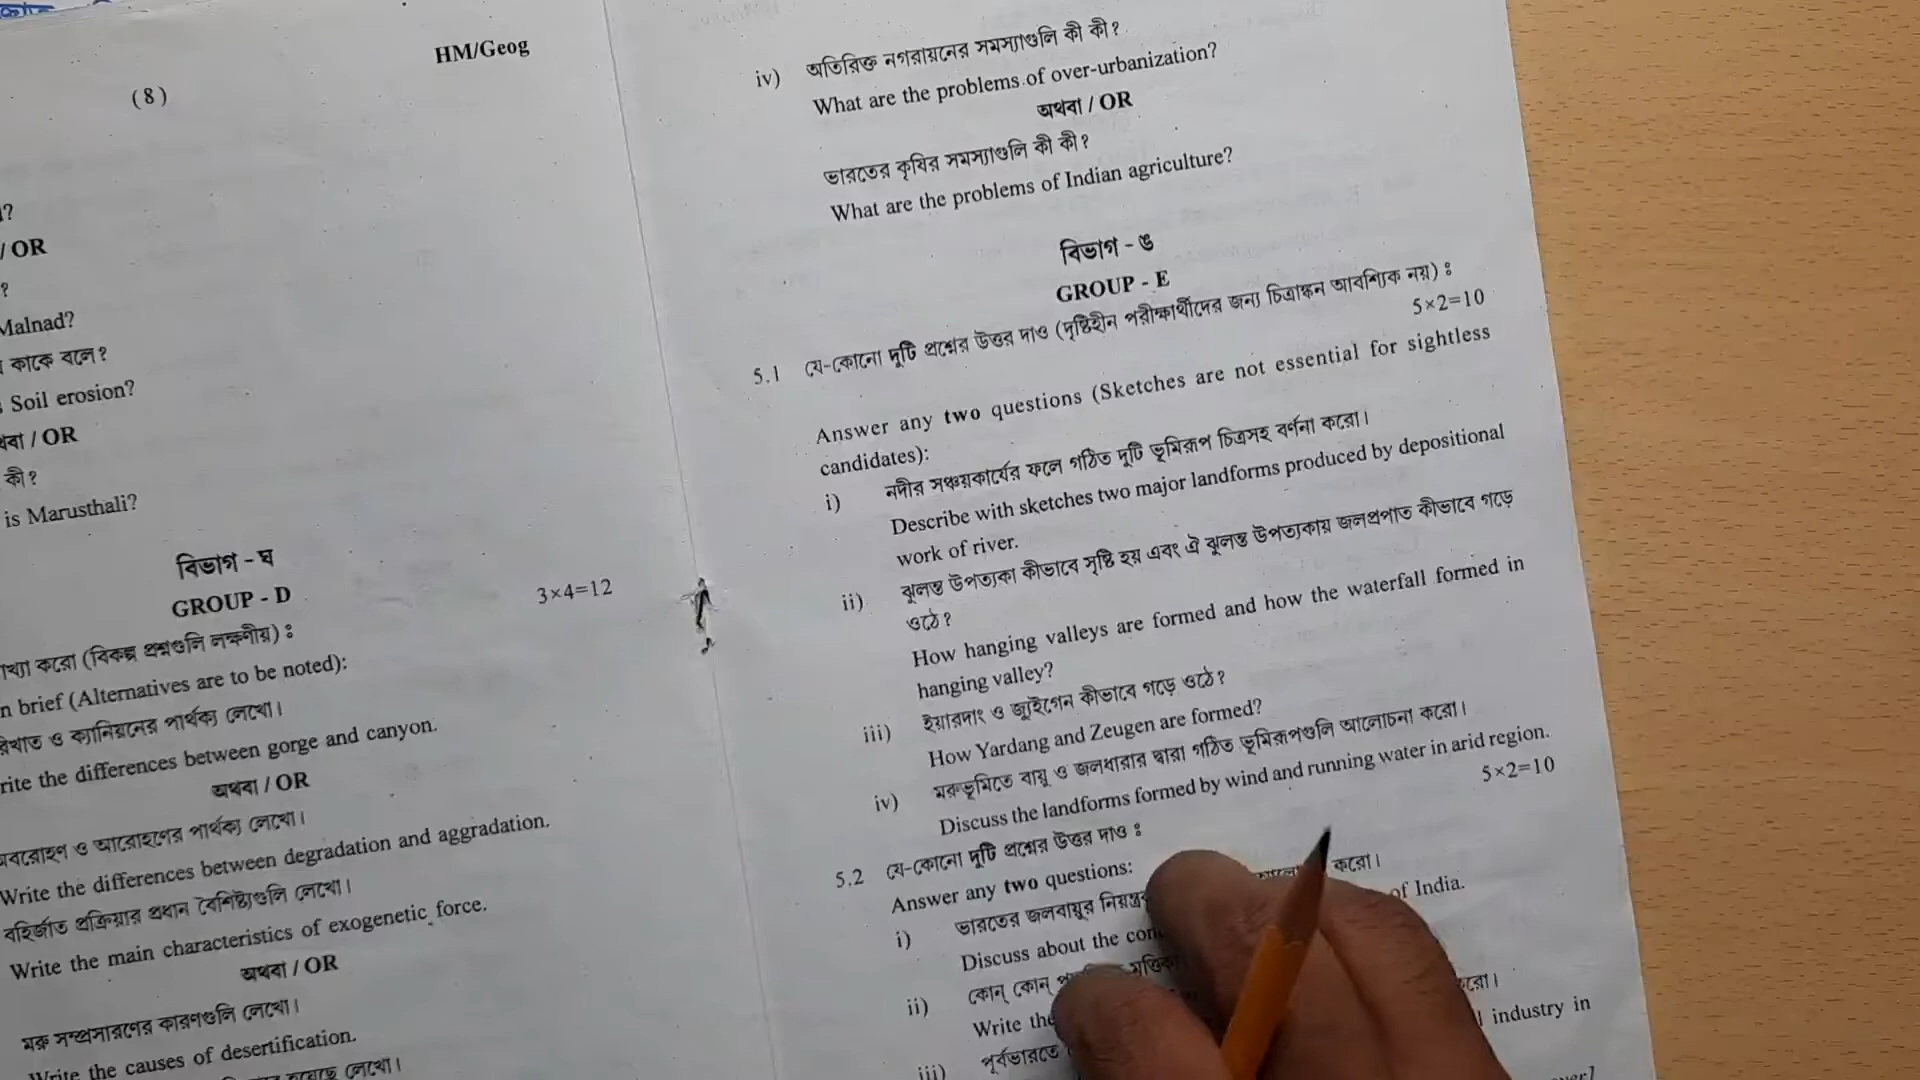 HM/Geog
(8)
?
/ OR
?
Malnad?
কাকে বলে?
Soil erosion?
/ OR
কী?
is Marusthali?
বিভাগ - ঘ
GROUP - D
3×4=12
করো (বিকল্প প্রশ্নগুলি লক্ষণীয়) :
in brief (Alternatives are to be noted):
ও ক্যানিয়নের পার্থক্য লেখো।
rite the differences between gorge and canyon.
অথবা / OR
ও আরোহণের পার্থক্য লেখো।
Write the differences between degradation and aggradation.
বহির্জাত প্রক্রিয়ার প্রধান বৈশিষ্ট্যগুলি লেখো।
Write the main characteristics of exogenetic force.
অথবা / OR
মরু সম্প্রসারণের কারণগুলি লেখো।
Write the causes of desertification.
লেখো।
iv) অতিরিক্ত নগরায়নের সমস্যাগুলি কী কী?
What are the problems of over-urbanization?
অথবা / OR
ভারতের কৃষির সমস্যাগুলি কী কী?
What are the problems of Indian agriculture?
বিভাগ - ঙ
GROUP - E
5.1 যে-কোনো দুটি প্রশ্নের উত্তর দাও (দৃষ্টিহীন পরীক্ষার্থীদের জন্য চিত্রাঙ্কন আবশ্যিক নয়) :
5×2=10
Answer any two questions (Sketches are not essential for sightless
candidates):
i) নদীর সঞ্চয়কার্যের ফলে গঠিত দুটি ভূমিরূপ চিত্রসহ বর্ণনা করো।
Describe with sketches two major landforms produced by depositional
work of river.
ii) ঝুলন্ত উপত্যকা কীভাবে সৃষ্টি হয় এবং ঐ ঝুলন্ত উপত্যকায় জলপ্রপাত কীভাবে গড়ে
ওঠে?
How hanging valleys are formed and how the waterfall formed in
hanging valley?
iii) ইয়ারদাং ও জুইগেন কীভাবে গড়ে ওঠে?
How Yardang and Zeugen are formed?
iv) মরুভূমিতে বায়ু ও জলধারার দ্বারা গঠিত ভূমিরূপগুলি আলোচনা করো।
Discuss the landforms formed by wind and running water in arid region.
5.2 যে-কোনো দুটি প্রশ্নের উত্তর দাও :
5×2=10
Answer any two questions:
i) ভারতের জলবায়ুর করো।
Discuss about the of India.
ii) কোন্ কোন্ করো।
Write the
iii) পূর্বভারতে
industry in